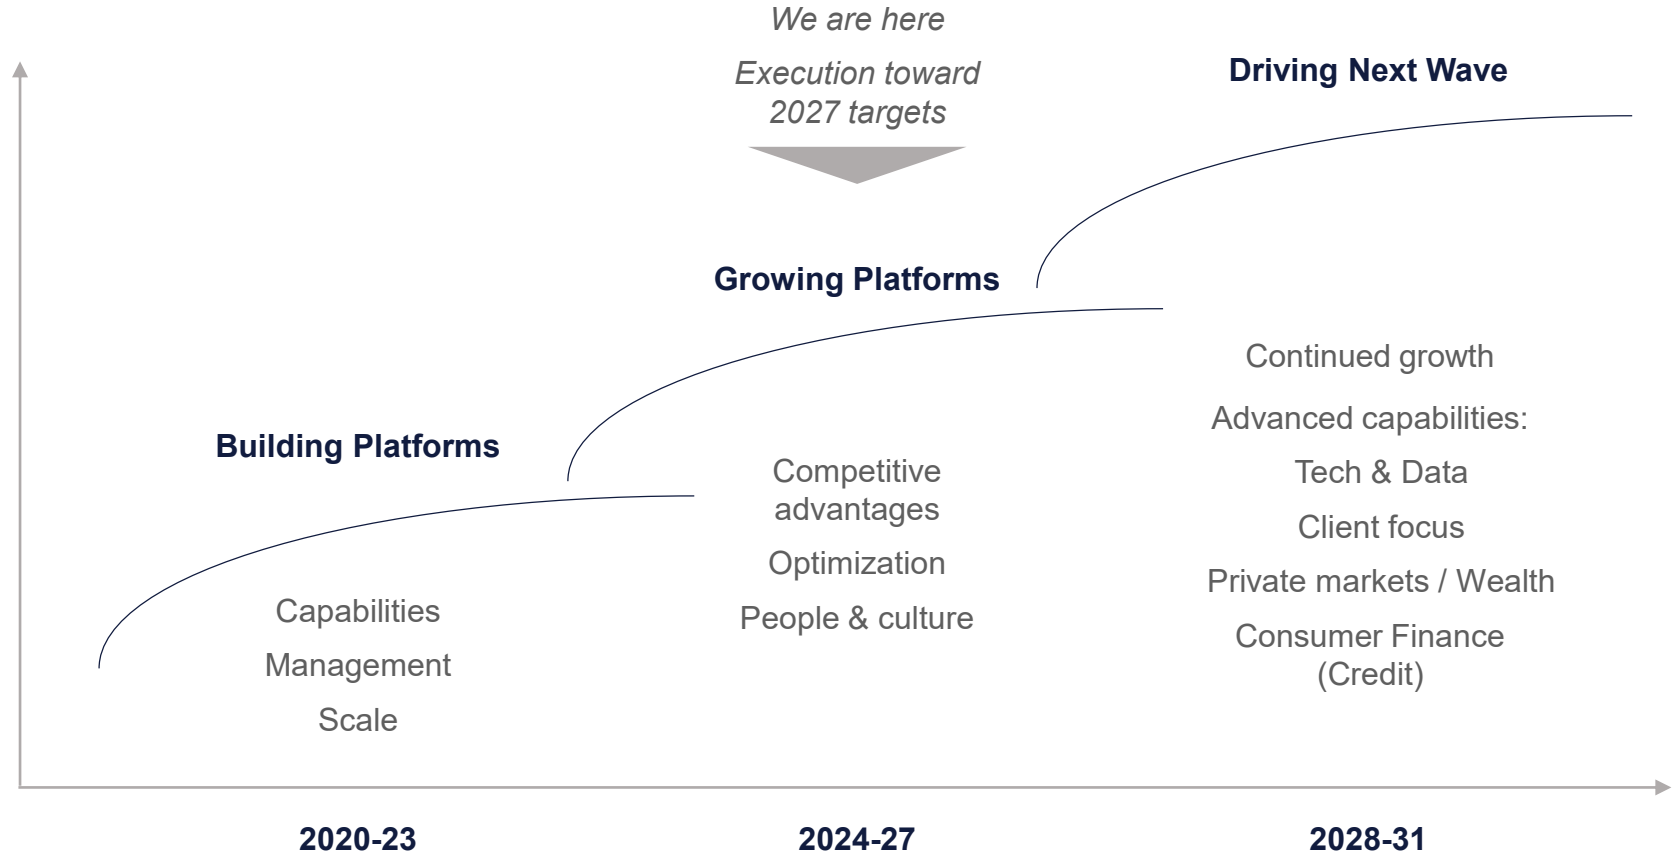 We are here
Execution toward
2027 targets
Driving Next Wave
Growing Platforms
Building Platforms
Capabilities
Management
Scale
Competitive
advantages
Optimization
People & culture
Continued growth
Advanced capabilities:
Tech & Data
Client focus
Private markets / Wealth
Consumer Finance
(Credit)
2020-23
2024-27
2028-31